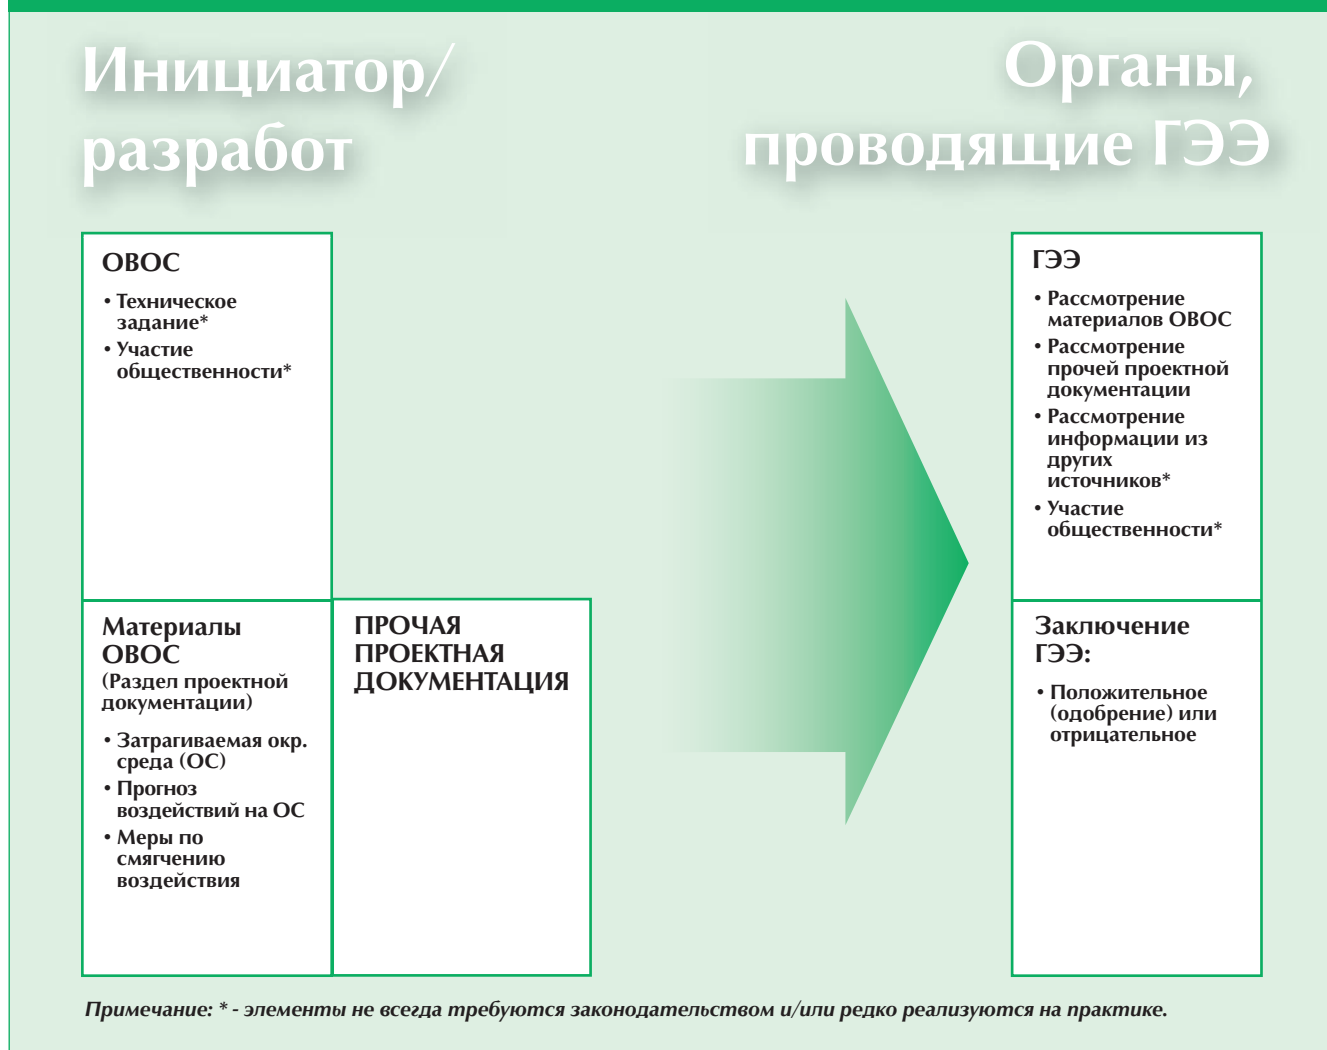 Инициатор/
разработ
Органы,
проводящие ГЭЭ
ОВОС
• Техническое
задание*
• Участие
общественности*
Материалы
ОВОС
(Раздел проектной
документации)
• Затрагиваемая окр.
среда (ОС)
• Прогноз
воздействий на ОС
• Меры по
смягчению
воздействия
ПРОЧАЯ
ПРОЕКТНАЯ
ДОКУМЕНТАЦИЯ
ГЭЭ
• Рассмотрение
материалов ОВОС
• Рассмотрение
прочей проектной
документации
• Рассмотрение
информации из
других
источников*
• Участие
общественности*
Заключение
ГЭЭ:
• Положительное
(одобрение) или
отрицательное
Примечание: * - элементы не всегда требуются законодательством и/или редко реализуются на практике.